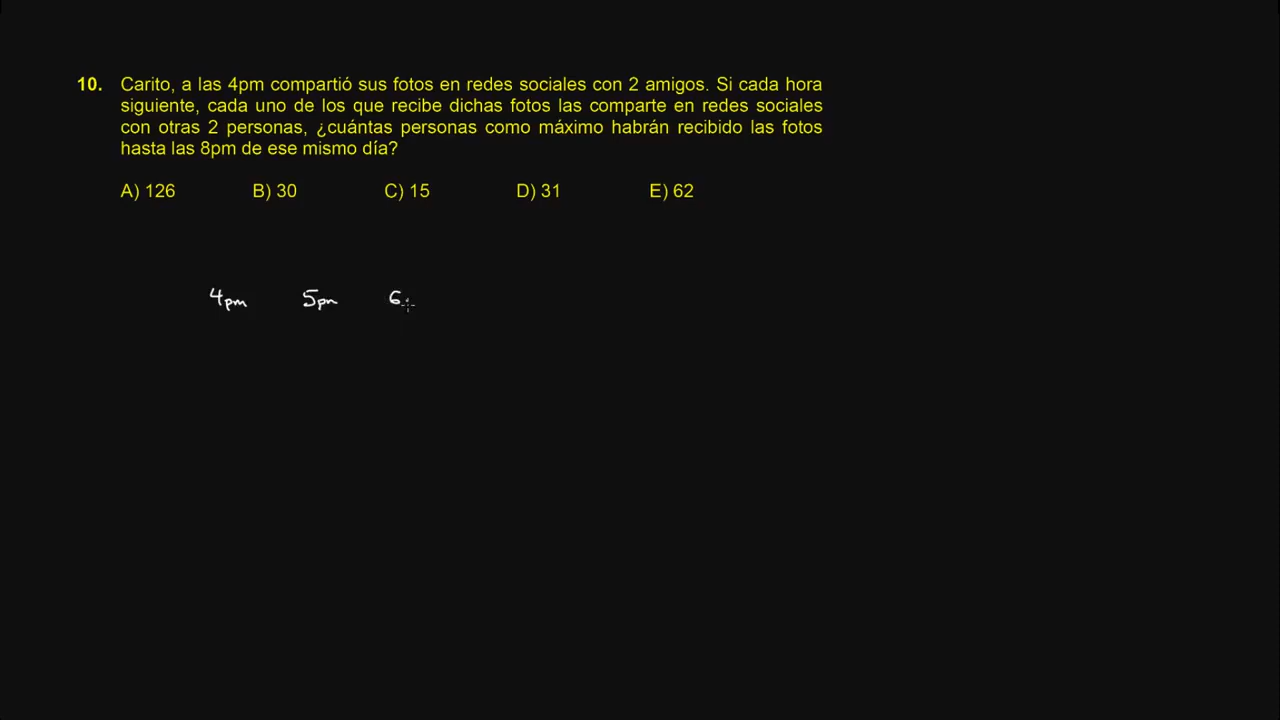 10. Carito, a las 4pm compartió sus fotos en redes sociales con 2 amigos. Si cada hora
siguiente, cada uno de los que recibe dichas fotos las comparte en redes sociales
con otras 2 personas, ¿cuántas personas como máximo habrán recibido las fotos
hasta las 8pm de ese mismo día?
A) 126 B) 30 C) 15 D) 31 E) 62
4pm 5pm 6